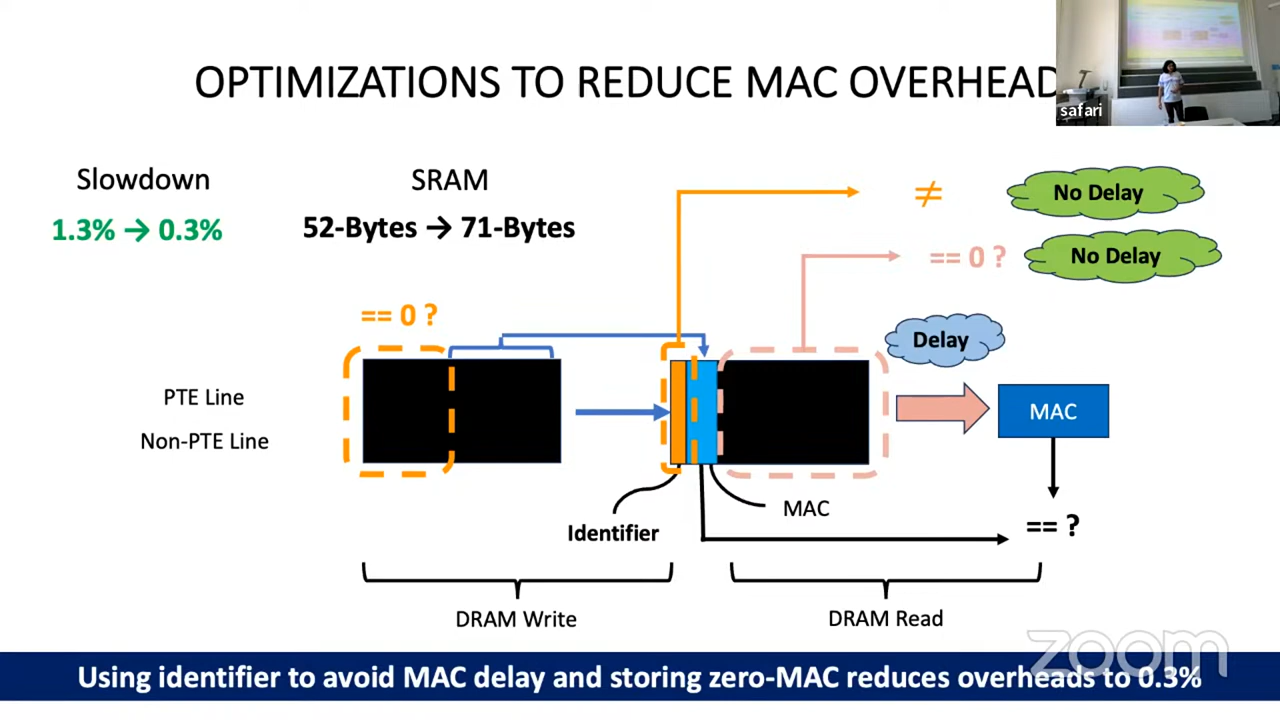 OPTIMIZATIONS TO REDUCE MAC OVERHEAD
safari
Slowdown
1.3% → 0.3%
SRAM
52-Bytes → 71-Bytes
≠
No Delay
== 0 ?
No Delay
== 0 ?
Delay
PTE Line
Non-PTE Line
MAC
MAC
Identifier
== ?
DRAM Write
DRAM Read
zoom
Using identifier to avoid MAC delay and storing zero-MAC reduces overheads to 0.3%